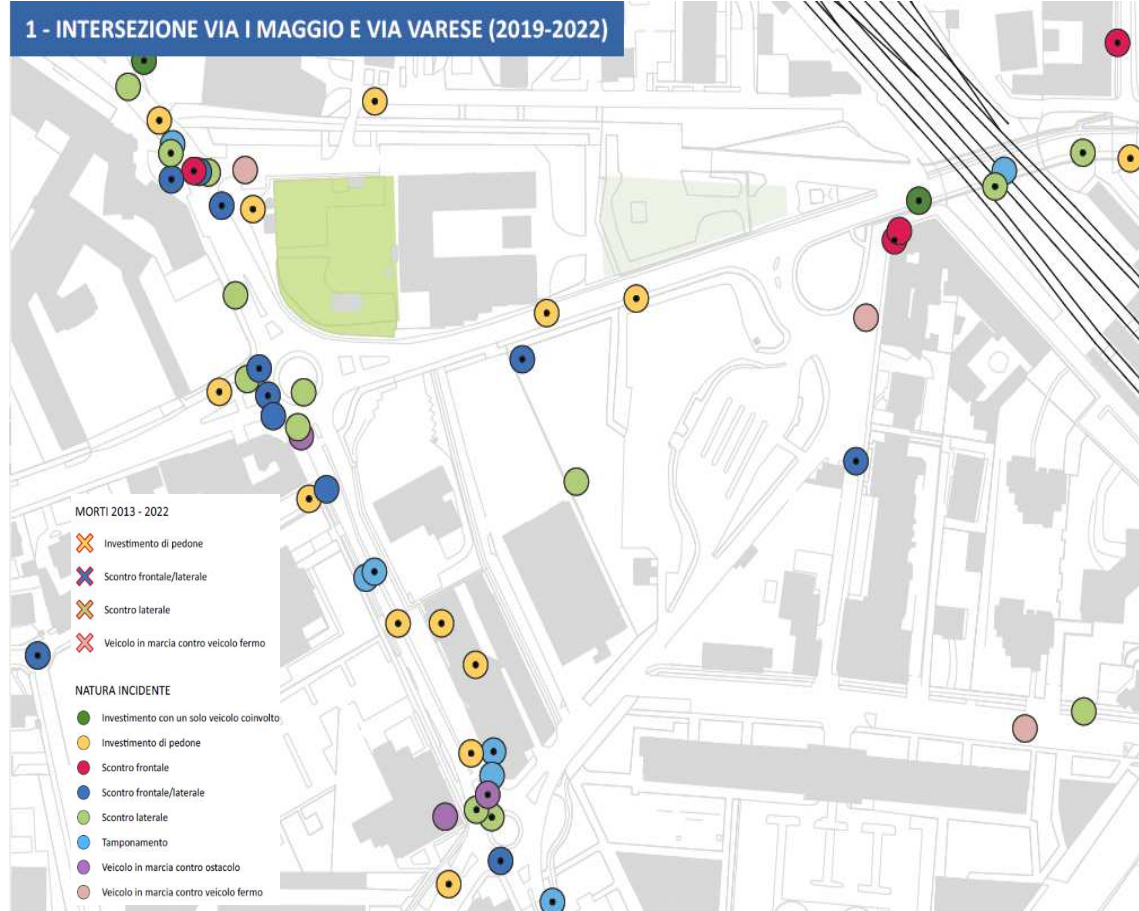 1 - INTERSEZIONE VIA I MAGGIO E VIA VARESE (2019-2022)
MORTI 2013 - 2022
Investimento di pedone
Scontro frontale/laterale
Scontro laterale
Veicolo in marcia contro veicolo fermo
NATURA INCIDENTE
Investimento con un solo veicolo coinvolto
Investimento di pedone
Scontro frontale
Scontro frontale/laterale
Scontro laterale
Tamponamento
Veicolo in marcia contro ostacolo
Veicolo in marcia contro veicolo fermo